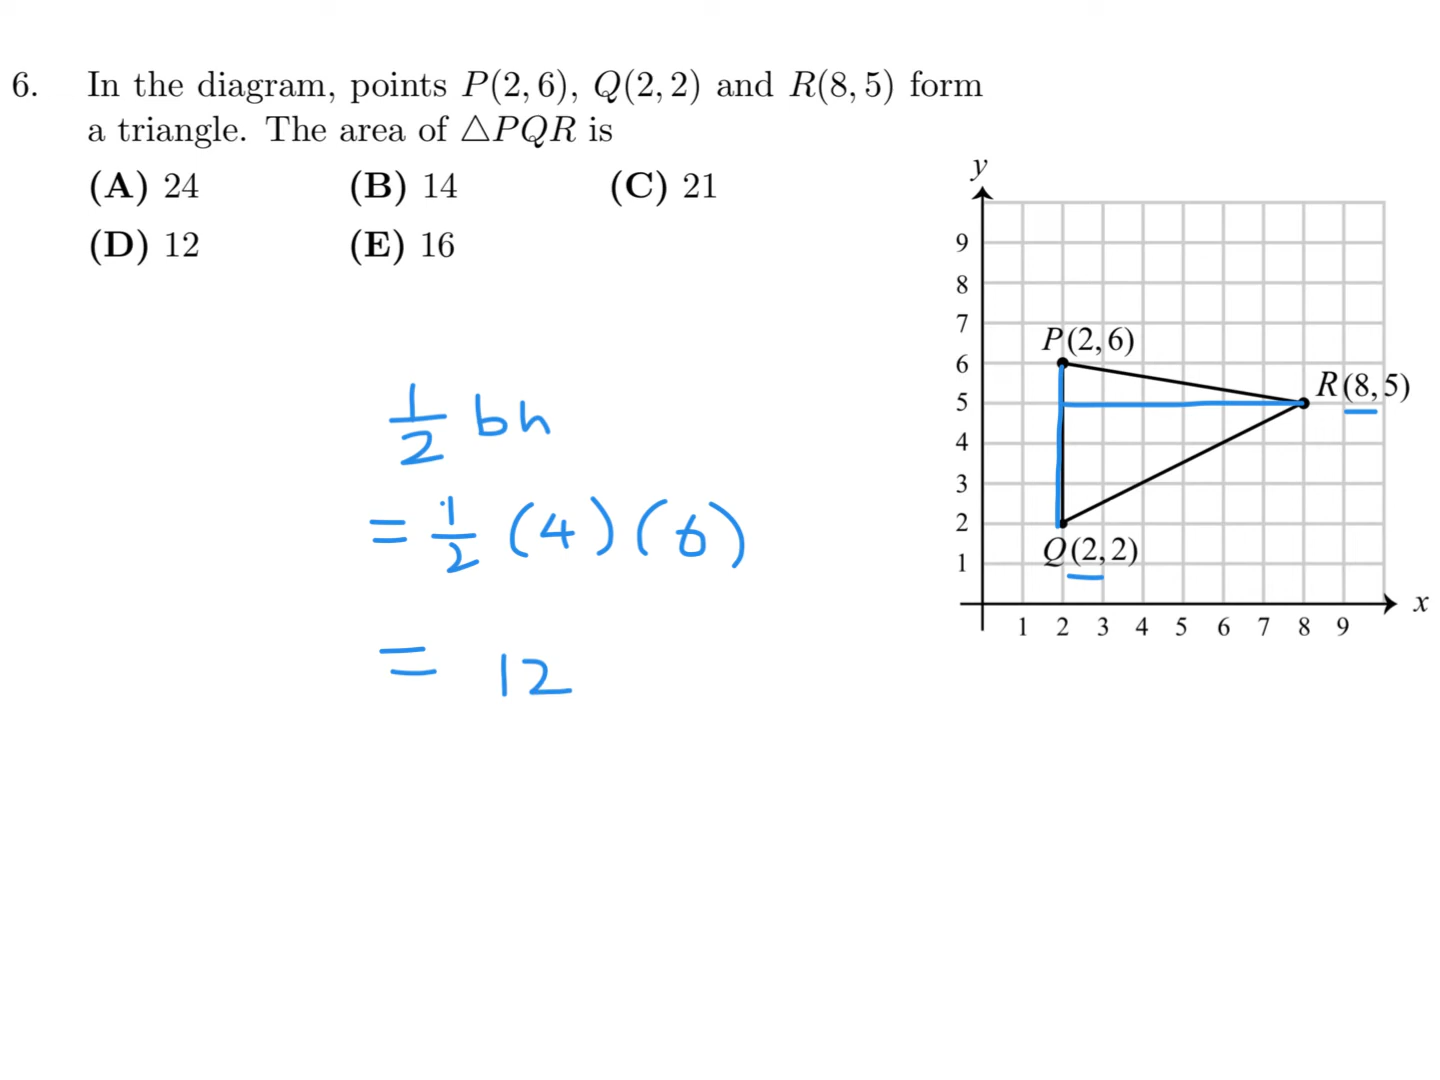 6. In the diagram, points P(2, 6), Q(2, 2) and R(8, 5) form
a triangle. The area of △PQR is
(A) 24 (B) 14 (C) 21
(D) 12 (E) 16
1/2 bh
= 1/2 (4)(6)
= 12
y
9
8
7
6
5
4
3
2
1
P(2, 6)
R(8, 5)
Q(2, 2)
x
1 2 3 4 5 6 7 8 9